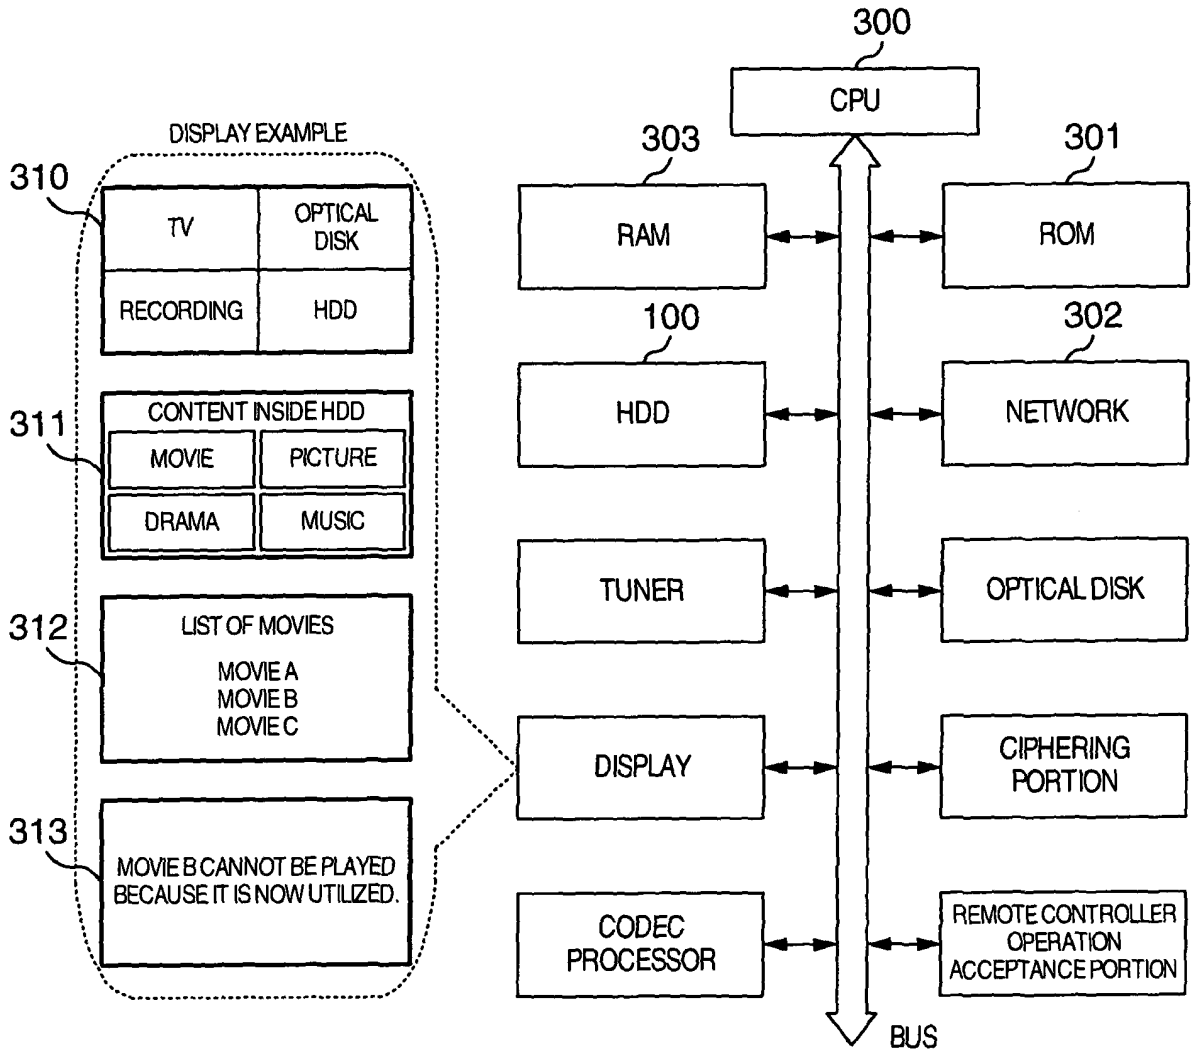 300
CPU
DISPLAY EXAMPLE
310
TV
OPTICAL
DISK
RECORDING
HDD
311
CONTENT INSIDE HDD
MOVIE
PICTURE
DRAMA
MUSIC
312
LIST OF MOVIES
MOVIE A
MOVIE B
MOVIE C
313
MOVIE B CANNOT BE PLAYED
BECAUSE IT IS NOW UTILIZED.
303
RAM
301
ROM
100
HDD
302
NETWORK
TUNER
OPTICAL DISK
DISPLAY
CIPHERING
PORTION
CODEC
PROCESSOR
REMOTE CONTROLLER
OPERATION
ACCEPTANCE PORTION
BUS